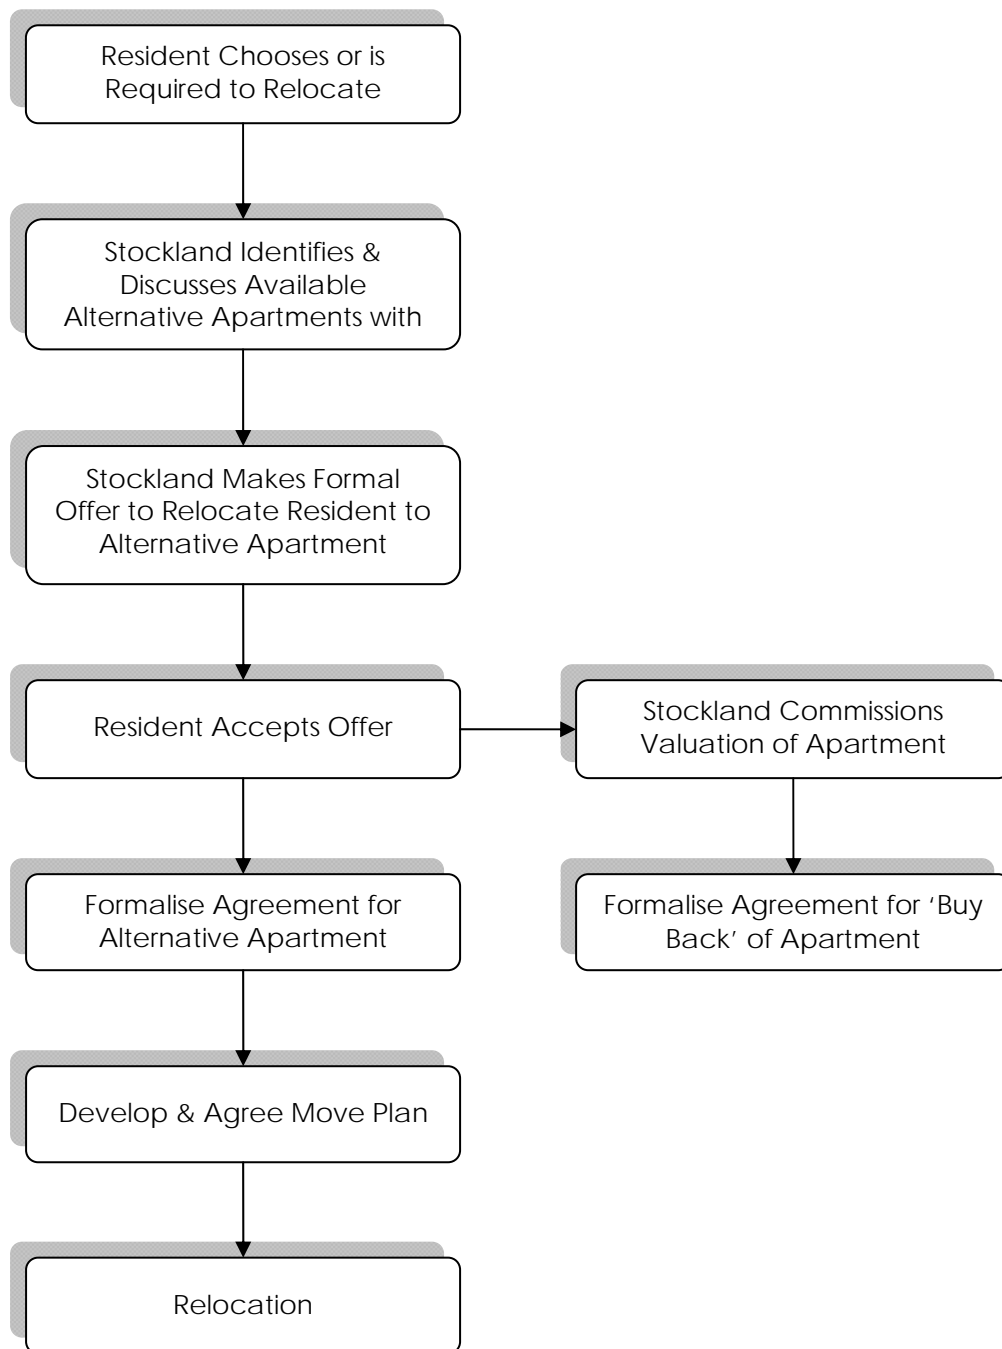 Resident Chooses or is
Required to Relocate
Stockland Identifies &
Discusses Available
Alternative Apartments with
Stockland Makes Formal
Offer to Relocate Resident to
Alternative Apartment
Resident Accepts Offer
Stockland Commissions
Valuation of Apartment
Formalise Agreement for
Alternative Apartment
Formalise Agreement for ‘Buy
Back’ of Apartment
Develop & Agree Move Plan
Relocation